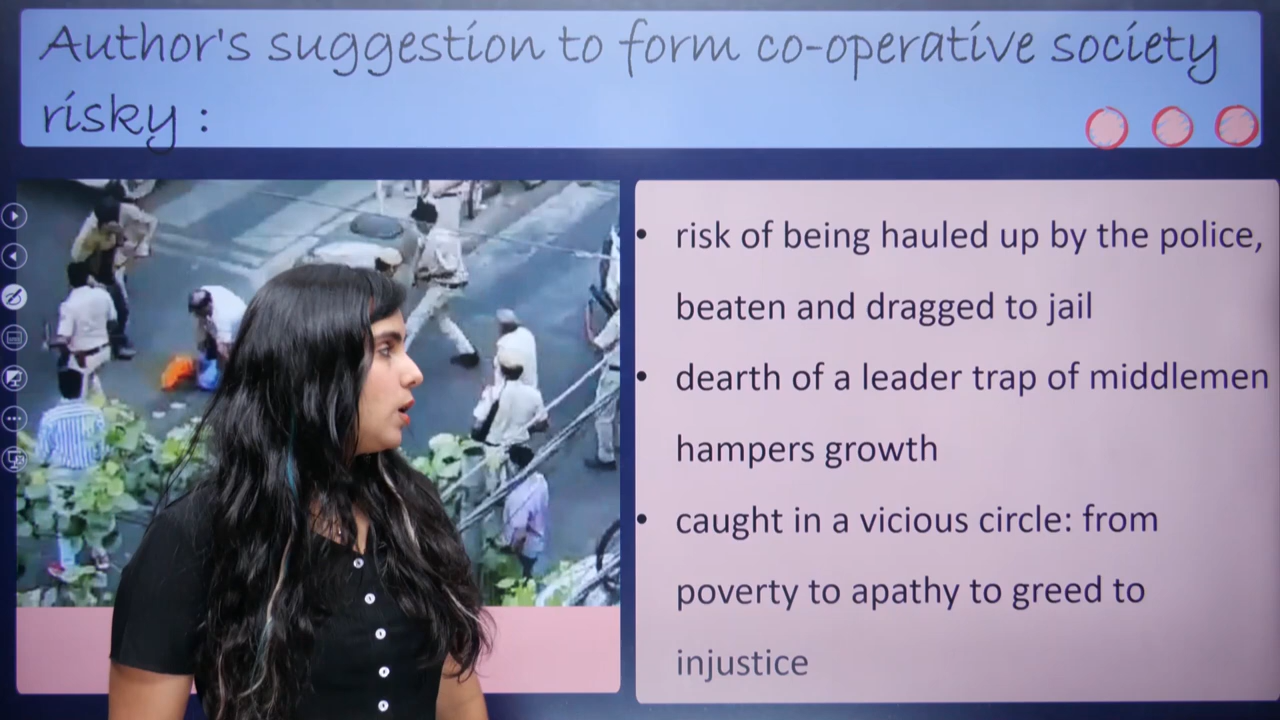 Author's suggestion to form co-operative society
risky :
• risk of being hauled up by the police,
beaten and dragged to jail
• dearth of a leader trap of middlemen
hampers growth
• caught in a vicious circle: from
poverty to apathy to greed to
injustice